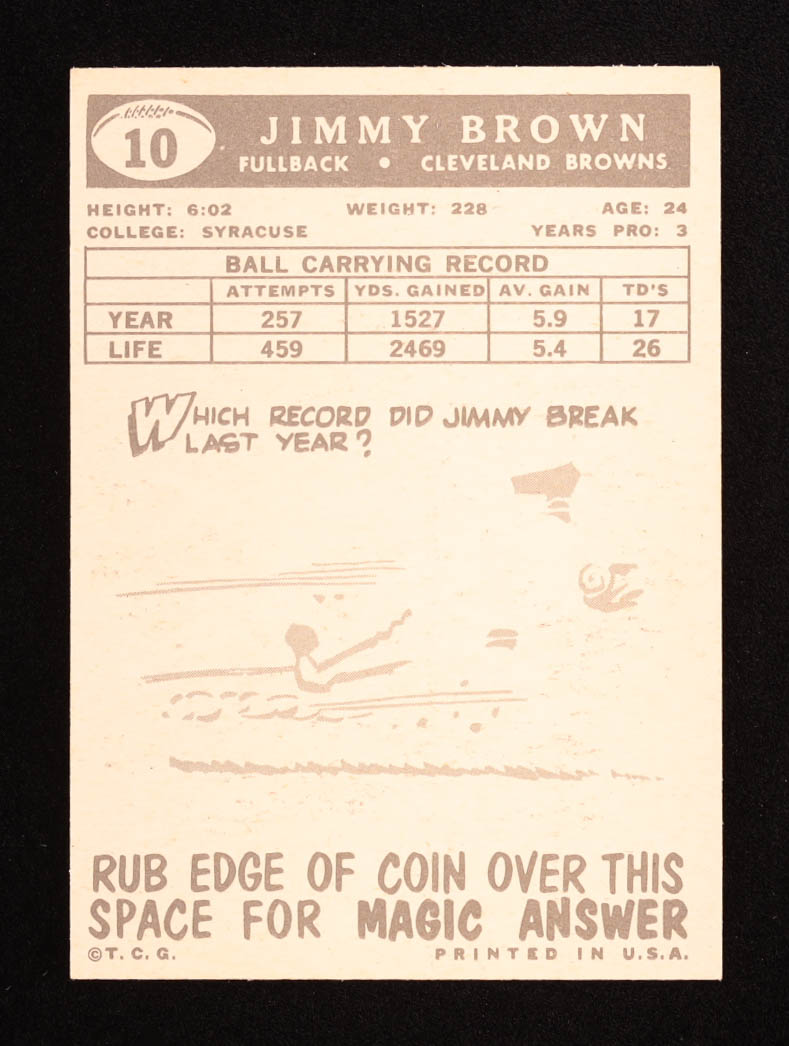 10
JIMMY BROWN
FULLBACK • CLEVELAND BROWNS
HEIGHT: 6:02 WEIGHT: 228 AGE: 24
COLLEGE: SYRACUSE YEARS PRO: 3
BALL CARRYING RECORD
ATTEMPTS YDS. GAINED AV. GAIN TD'S
YEAR 257 1527 5.9 17
LIFE 459 2469 5.4 26
WHICH RECORD DID JIMMY BREAK
LAST YEAR?
RUB EDGE OF COIN OVER THIS
SPACE FOR MAGIC ANSWER
©T. C. G. PRINTED IN U.S.A.